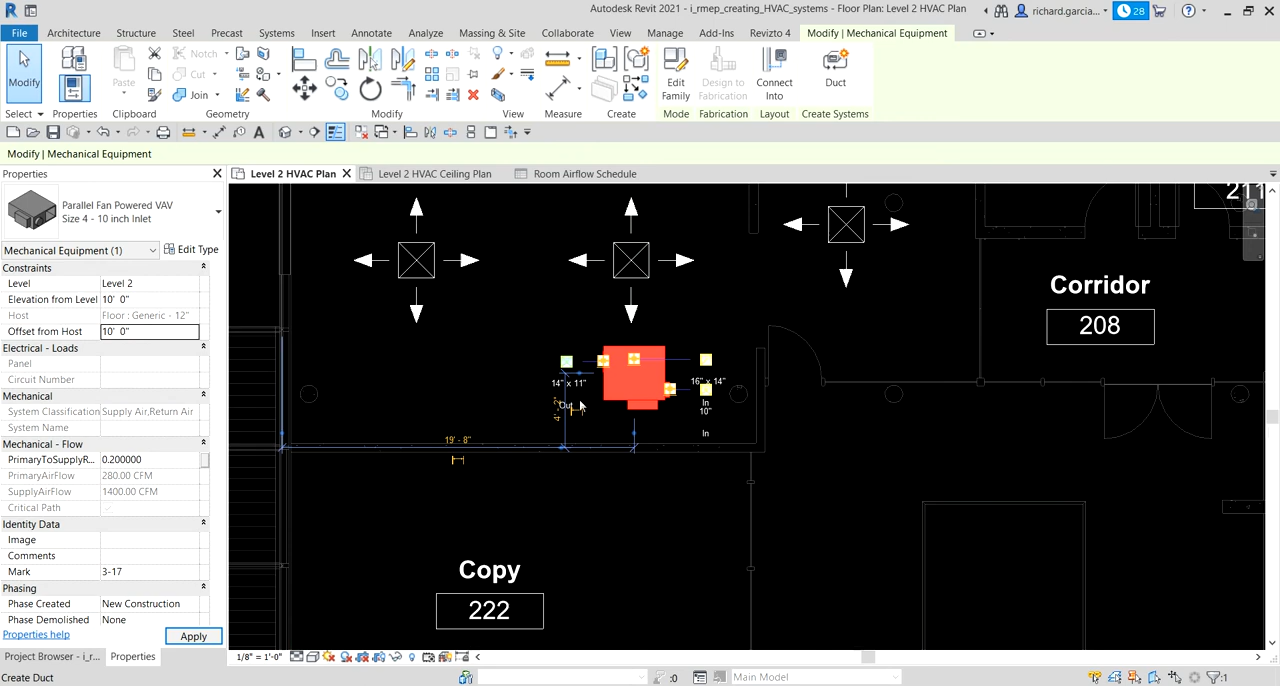 Autodesk Revit 2021 - i_rmep_creating_HVAC_systems - Floor Plan: Level 2 HVAC Plan
richard.garcia...
28
File Architecture Structure Steel Precast Systems Insert Annotate Analyze Massing & Site Collaborate View Manage Add-Ins Revizto 4 Modify | Mechanical Equipment
Modify
Paste
Notch
Cut
Join
Edit Family
Design to Fabrication
Connect Into
Duct
Select Properties Clipboard Geometry Modify View Measure Create Mode Fabrication Layout Create Systems
Modify | Mechanical Equipment
Properties
Level 2 HVAC Plan
Level 2 HVAC Ceiling Plan
Room Airflow Schedule
Parallel Fan Powered VAV
Size 4 - 10 inch Inlet
Mechanical Equipment (1)
Edit Type
Constraints
Level Level 2
Elevation from Level 10' 0"
Host Floor : Generic - 12"
Offset from Host 10' 0"
Electrical - Loads
Panel
Circuit Number
Mechanical
System Classification Supply Air,Return Air
System Name
Mechanical - Flow
PrimaryToSupplyR... 0.200000
PrimaryAirFlow 280.00 CFM
SupplyAirFlow 1400.00 CFM
Critical Path
Identity Data
Image
Comments
Mark 3-17
Phasing
Phase Created New Construction
Phase Demolished None
Properties help
Apply
Project Browser - i_r...
Properties
211
Corridor
208
14" x 11"
Out
4' - 2"
16" x 14"
In
10"
In
19' - 8"
Copy
222
1/8" = 1'-0"
Create Duct
:0
Main Model
:1